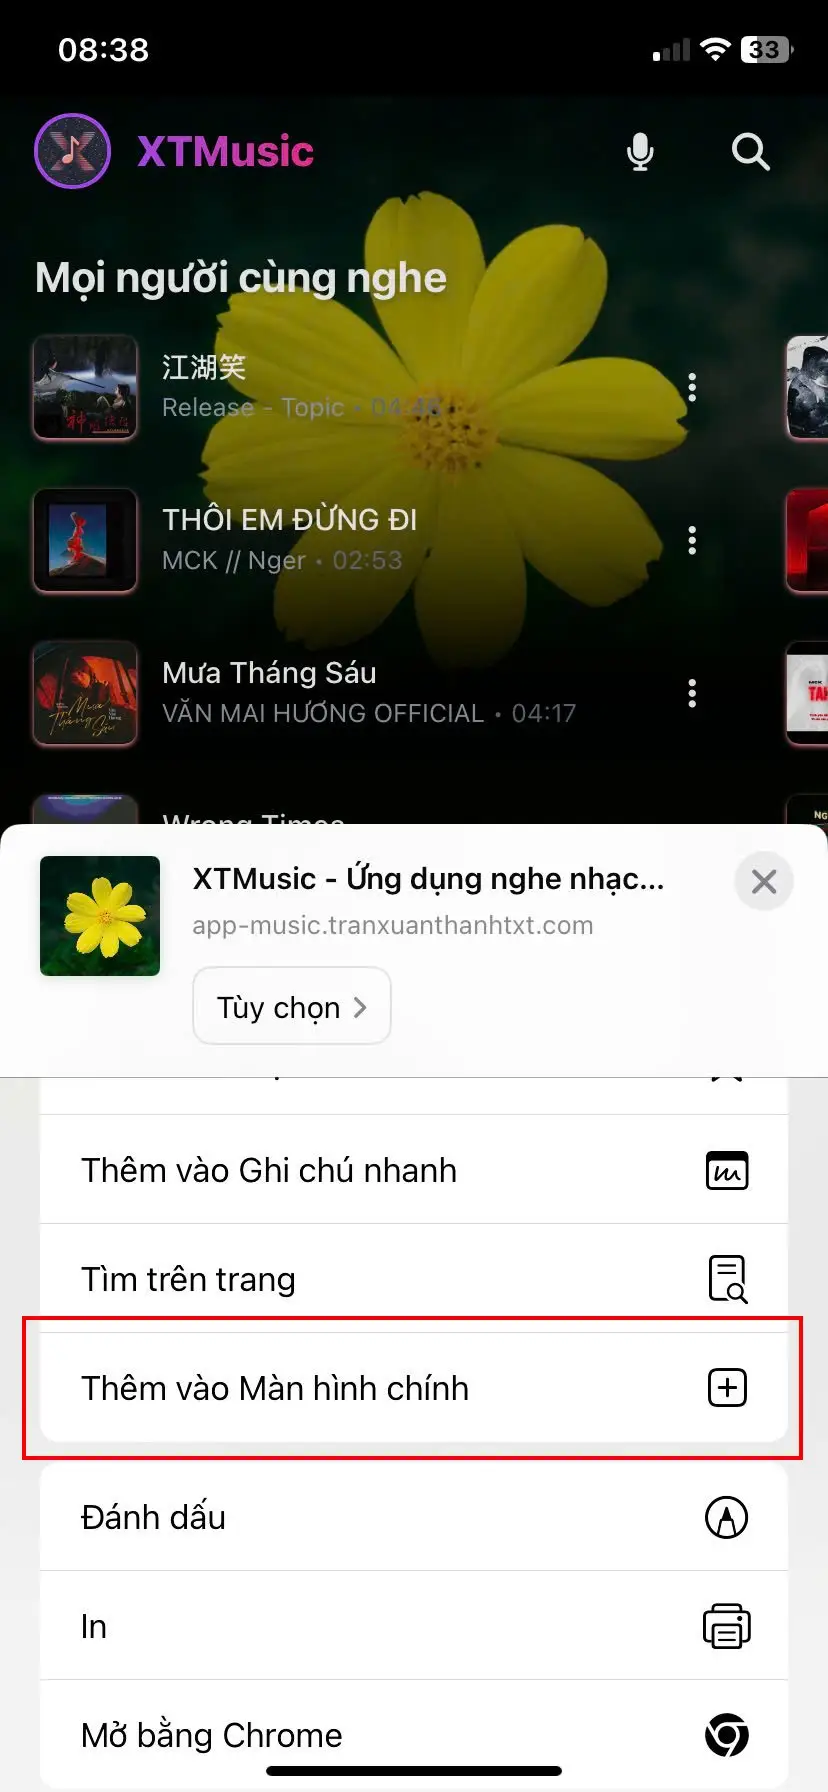 08:38
33
XTMusic
Mọi người cùng nghe
江湖笑
Release - Topic • 04:46
THÔI EM ĐỪNG ĐI
MCK // Nger • 02:53
Mưa Tháng Sáu
VĂN MAI HƯƠNG OFFICIAL • 04:17
Wrong Times
XTMusic - Ứng dụng nghe nhạc...
app-music.tranxuanthanhtxt.com
Tùy chọn
Thêm vào Ghi chú nhanh
Tìm trên trang
Thêm vào Màn hình chính
Đánh dấu
In
Mở bằng Chrome